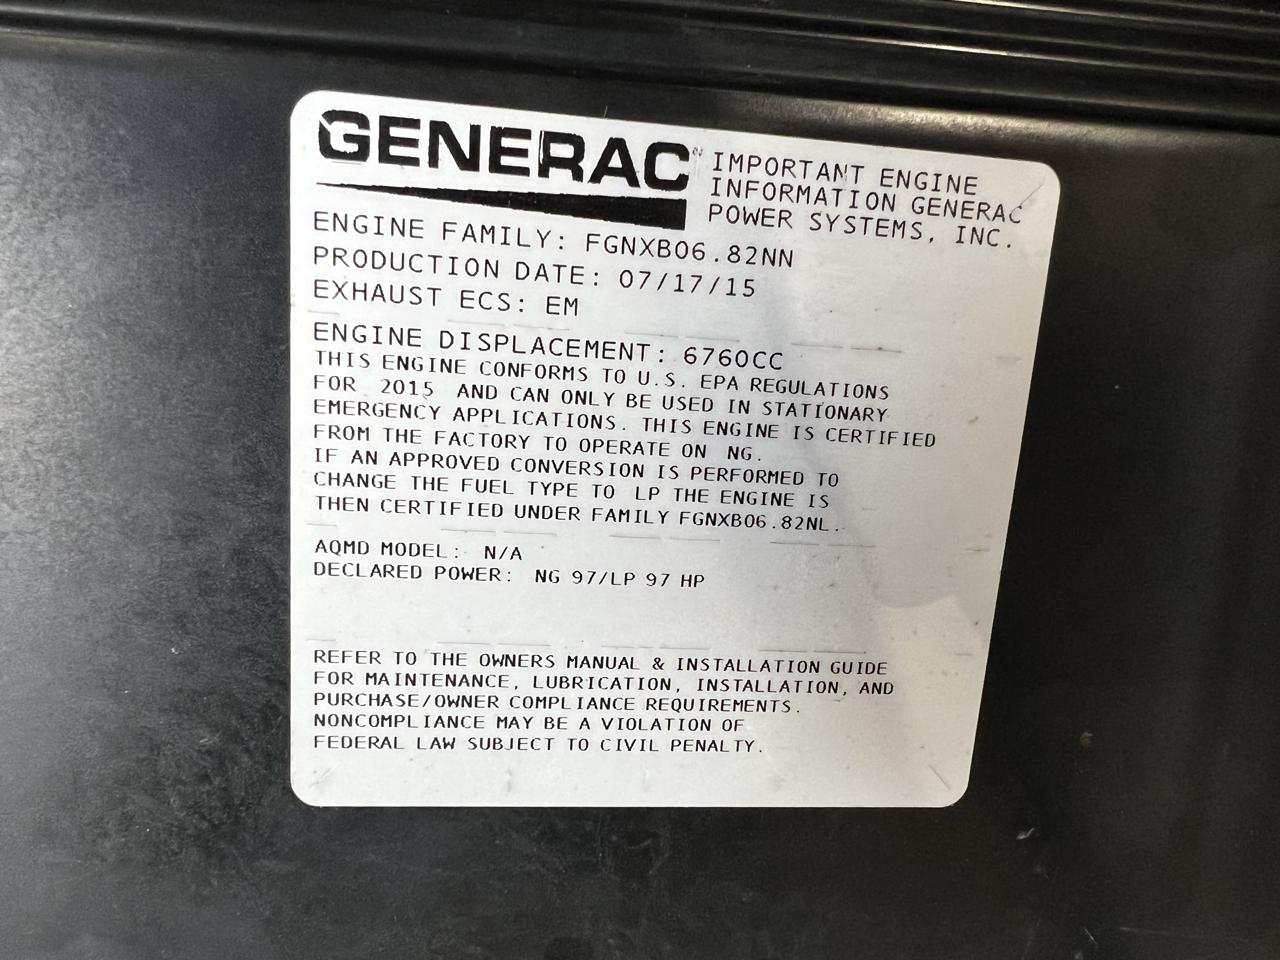 GENERAC
IMPORTANT ENGINE
INFORMATION GENERAC
POWER SYSTEMS, INC.
ENGINE FAMILY: FGNXB06.82NN
PRODUCTION DATE: 07/17/15
EXHAUST ECS: EM
ENGINE DISPLACEMENT: 6760CC
THIS ENGINE CONFORMS TO U.S. EPA REGULATIONS
FOR 2015 AND CAN ONLY BE USED IN STATIONARY
EMERGENCY APPLICATIONS. THIS ENGINE IS CERTIFIED
FROM THE FACTORY TO OPERATE ON NG.
IF AN APPROVED CONVERSION IS PERFORMED TO
CHANGE THE FUEL TYPE TO LP THE ENGINE IS
THEN CERTIFIED UNDER FAMILY FGNXB06.82NL.
AQMD MODEL: N/A
DECLARED POWER: NG 97/LP 97 HP
REFER TO THE OWNERS MANUAL & INSTALLATION GUIDE
FOR MAINTENANCE, LUBRICATION, INSTALLATION, AND
PURCHASE/OWNER COMPLIANCE REQUIREMENTS.
NONCOMPLIANCE MAY BE A VIOLATION OF
FEDERAL LAW SUBJECT TO CIVIL PENALTY.